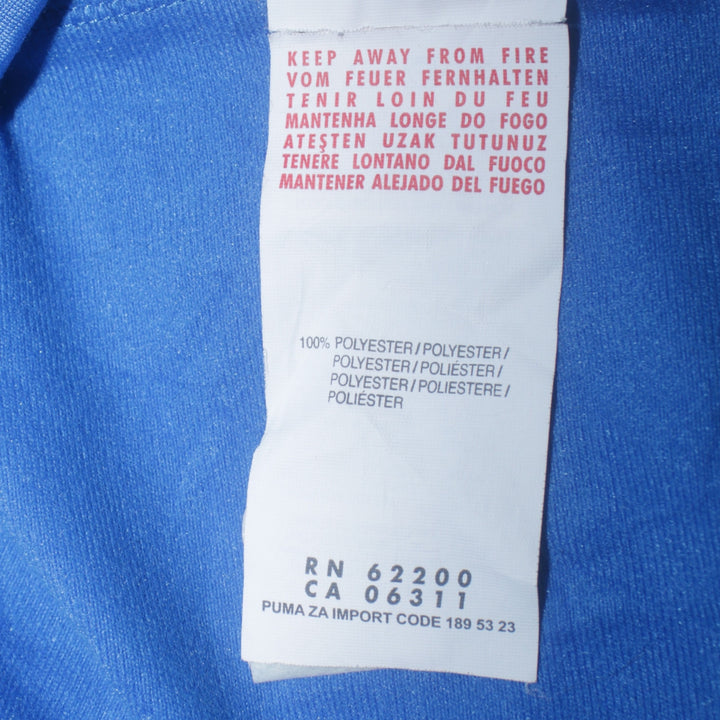 KEEP AWAY FROM FIRE
VOM FEUER FERNHALTEN
TENIR LOIN DU FEU
MANTENHA LONGE DO FOGO
ATEŞTEN UZAK TUTUNUZ
TENERE LONTANO DAL FUOCO
MANTENER ALEJADO DEL FUEGO
100% POLYESTER / POLYESTER /
POLYESTER / POLIÉSTER /
POLYESTER / POLIESTERE /
POLIÉSTER
RN 62200
CA 06311
PUMA ZA IMPORT CODE 189 53 23